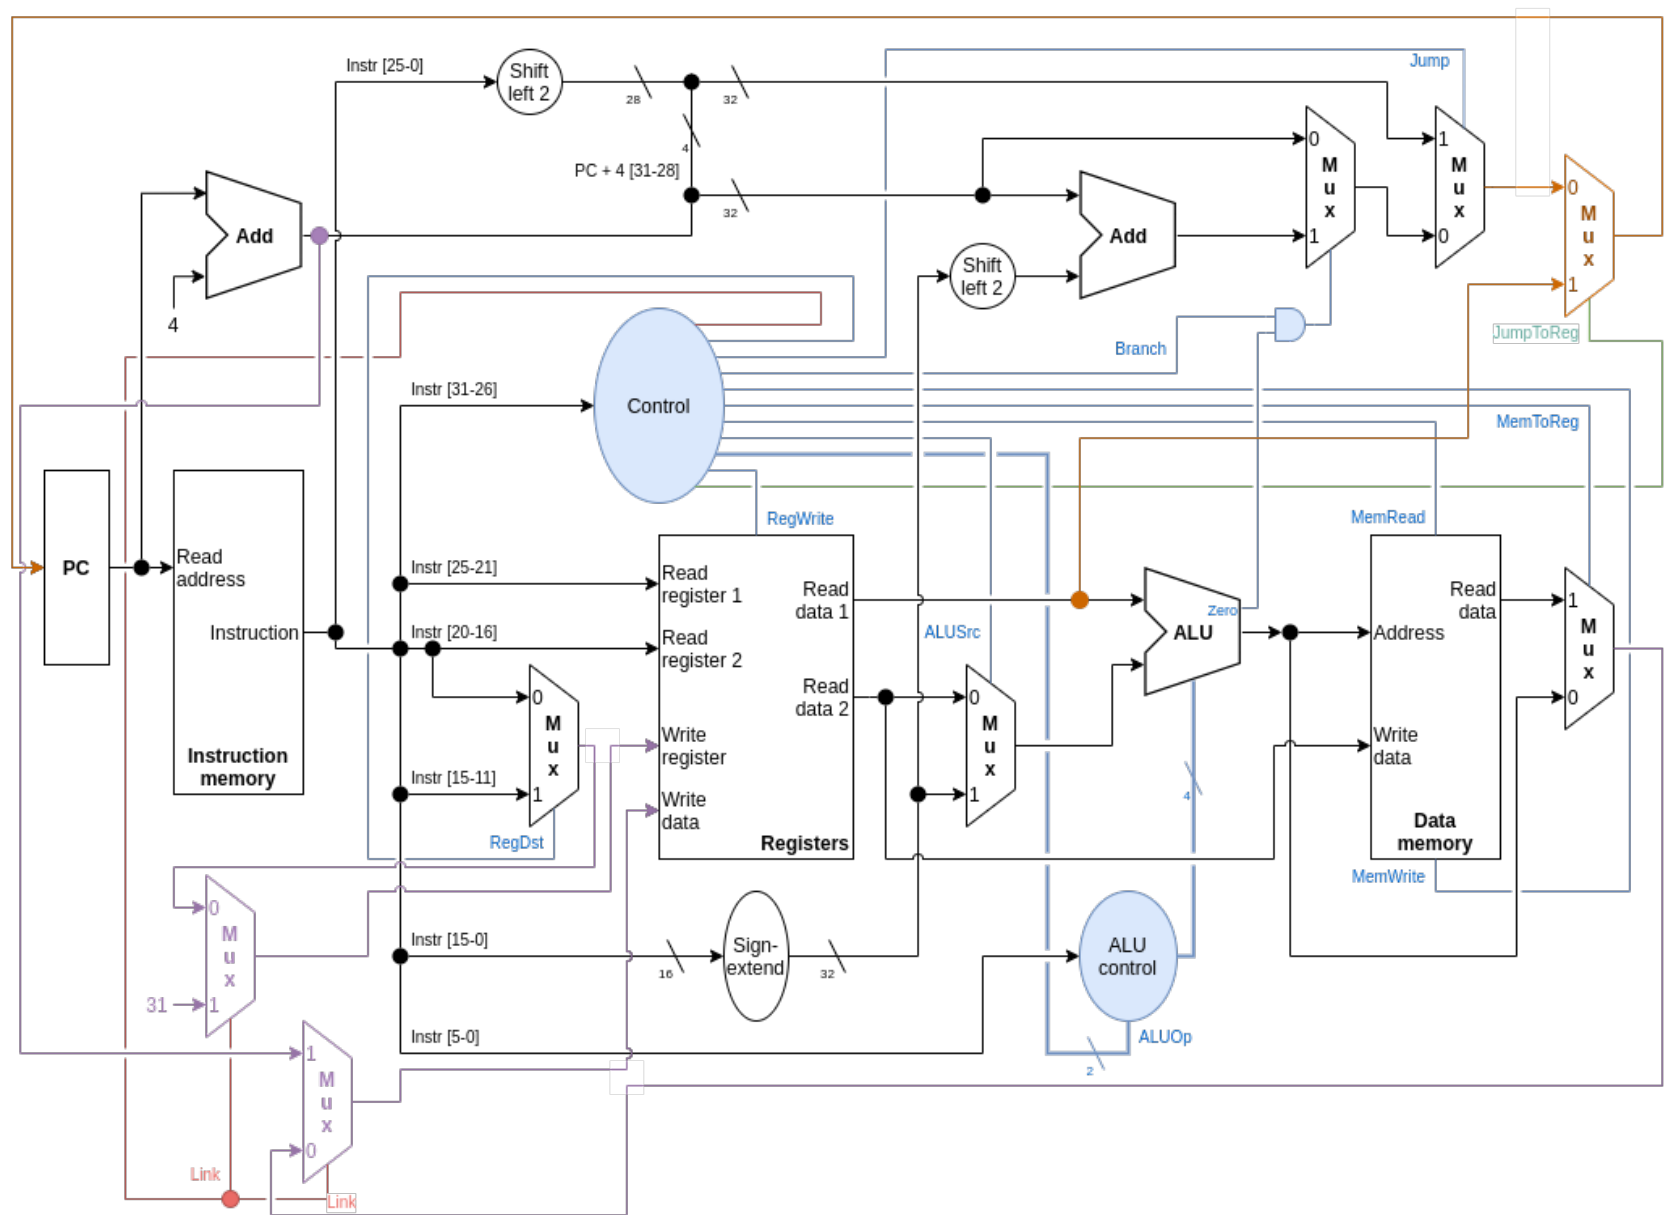 Instr [25-0]
Shift
left 2
28
32
Jump
4
PC + 4 [31-28]
32
Add
4
Shift
left 2
Add
0
M
u
x
1
1
M
u
x
0
0
M
u
x
1
JumpToReg
Branch
Instr [31-26]
Control
MemToReg
RegWrite
MemRead
PC
Read
address
Instruction
Instruction
memory
Instr [25-21]
Instr [20-16]
Instr [15-11]
0
M
u
x
1
RegDst
Read
register 1
Read
register 2
Write
register
Write
data
Read
data 1
Read
data 2
Registers
ALUSrc
0
M
u
x
1
Zero
ALU
4
Address
Read
data
Write
data
Data
memory
MemWrite
1
M
u
x
0
0
M
u
x
1
31
Instr [15-0]
16
Sign-
extend
32
ALU
control
Instr [5-0]
ALUOp
2
1
M
u
x
0
Link
Link